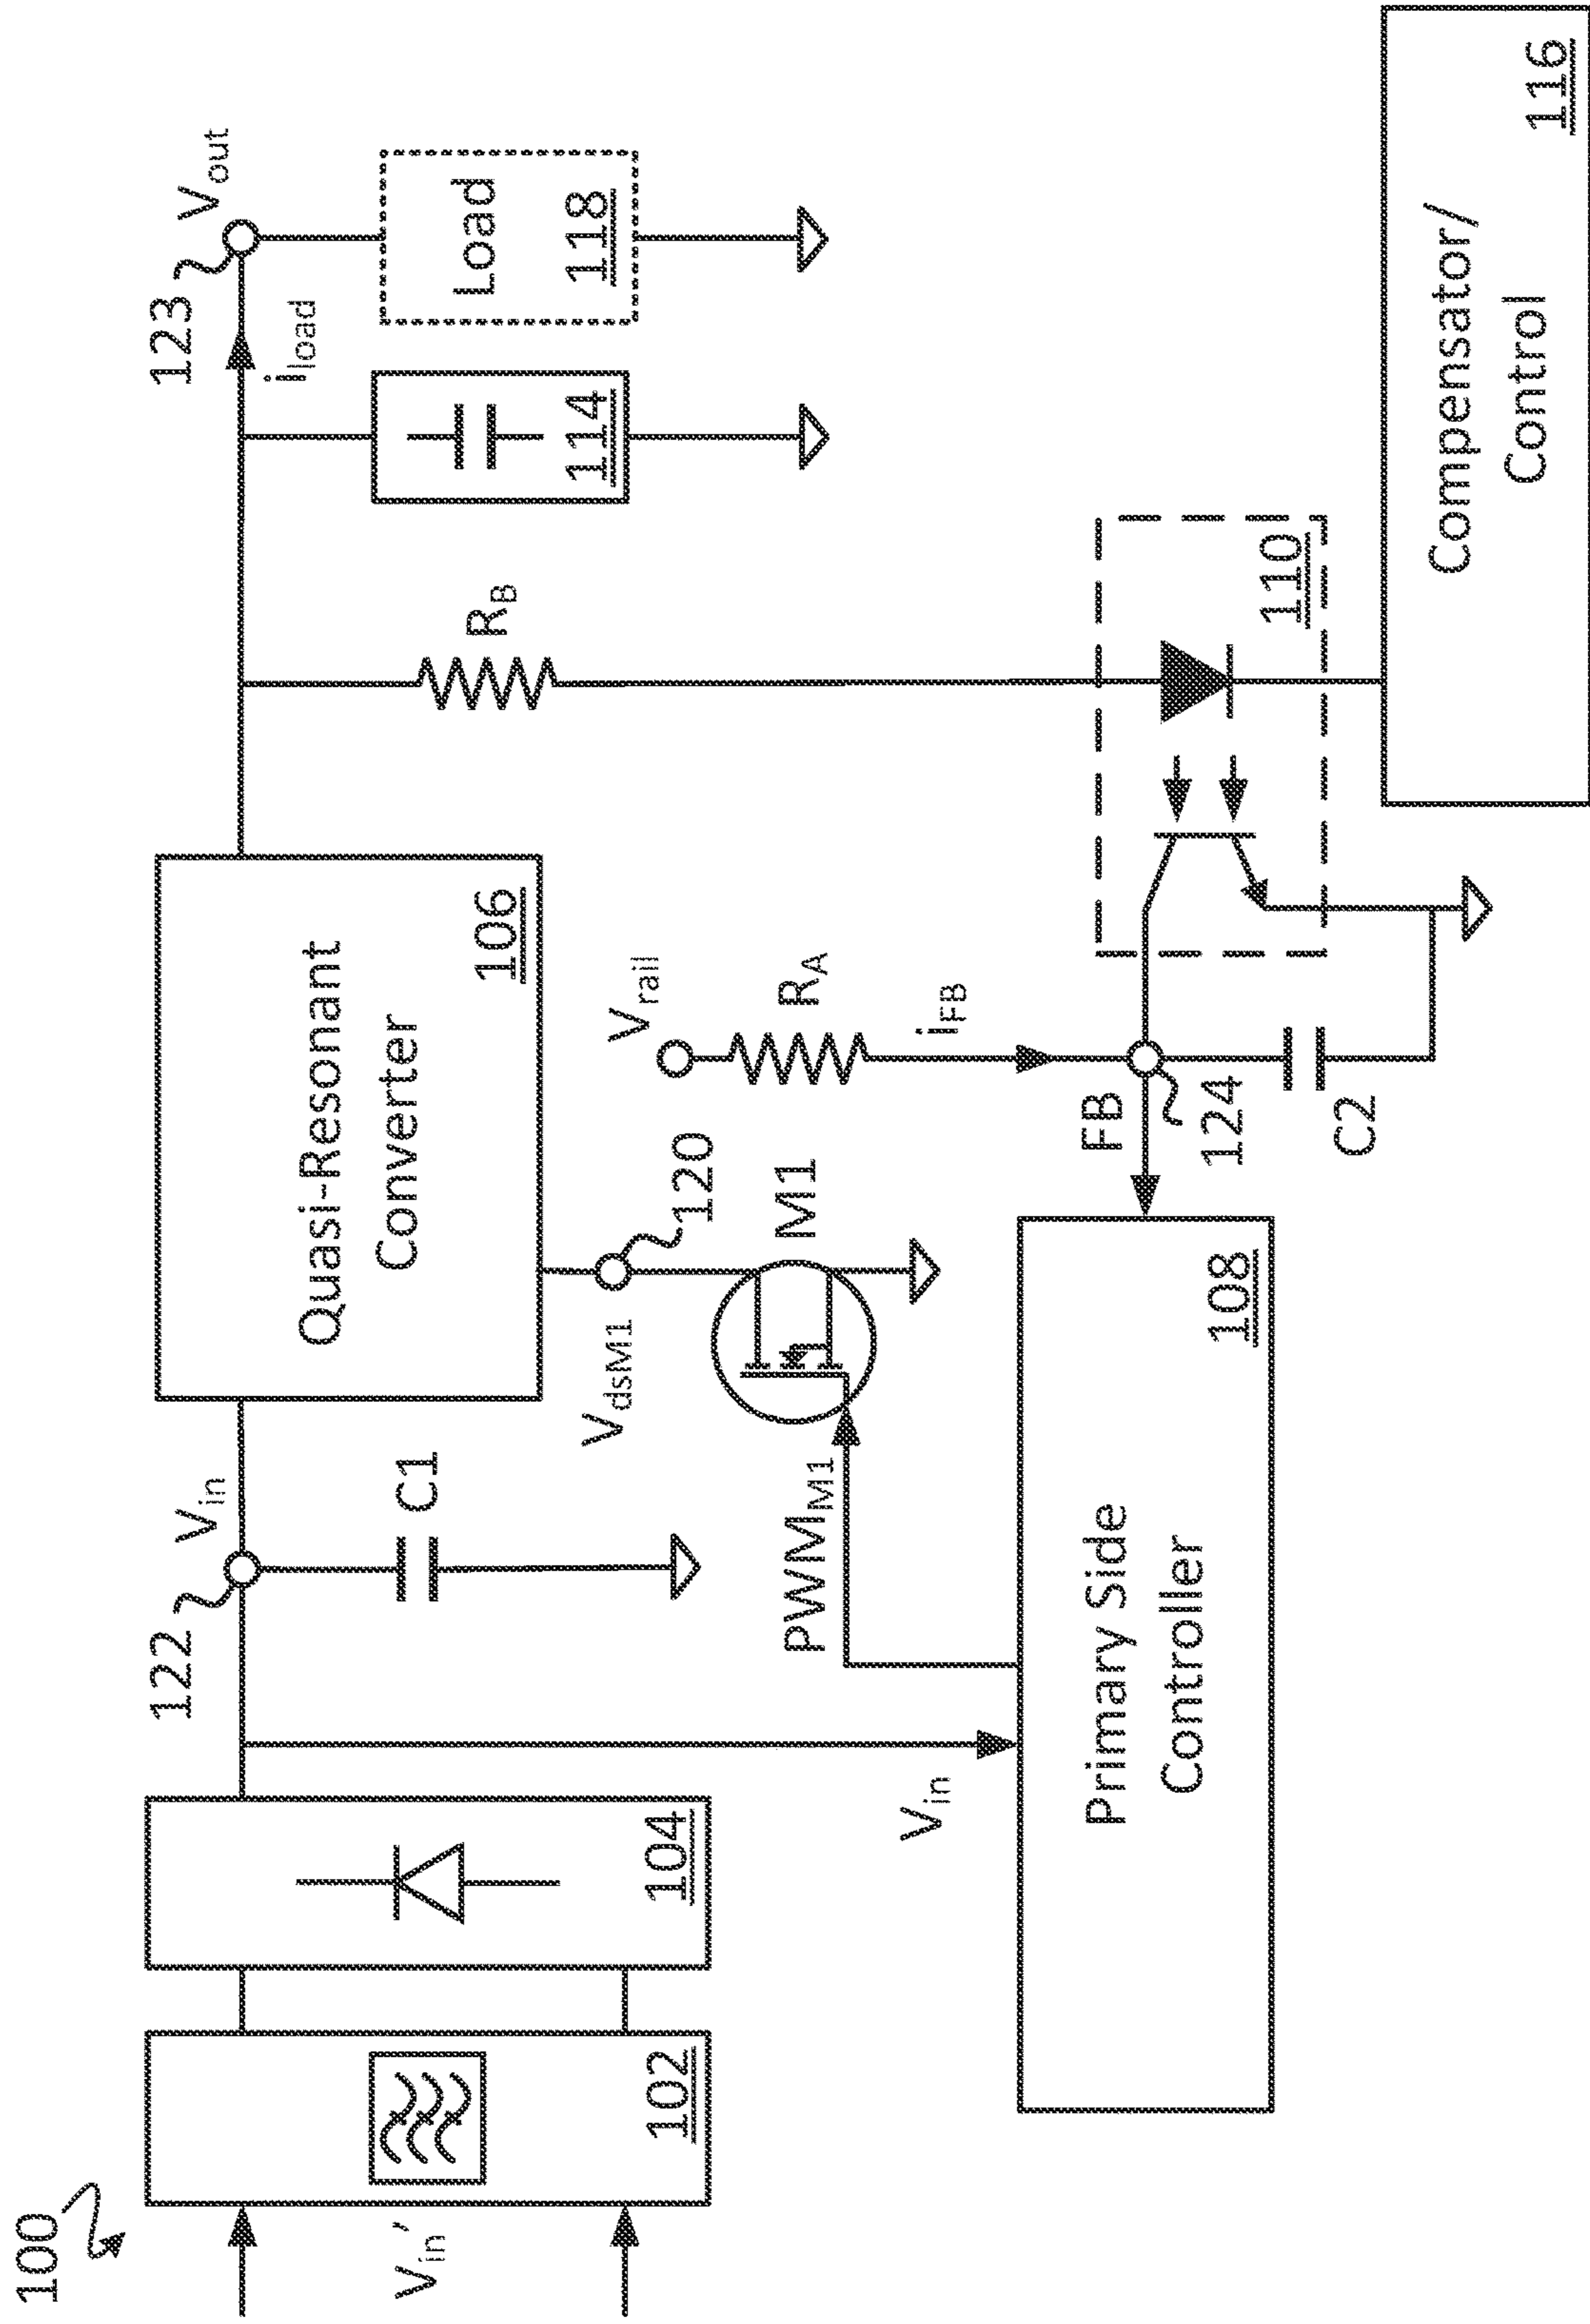 100
V_in'
102
104
122
V_in
C1
Quasi-Resonant
Converter
106
123
V_out
i_load
Load
118
114
R_B
V_dsM1
120
M1
PWM_M1
V_in
V_rail
R_A
i_FB
FB
124
C2
110
Primary Side
Controller
108
Compensator/
Control
116